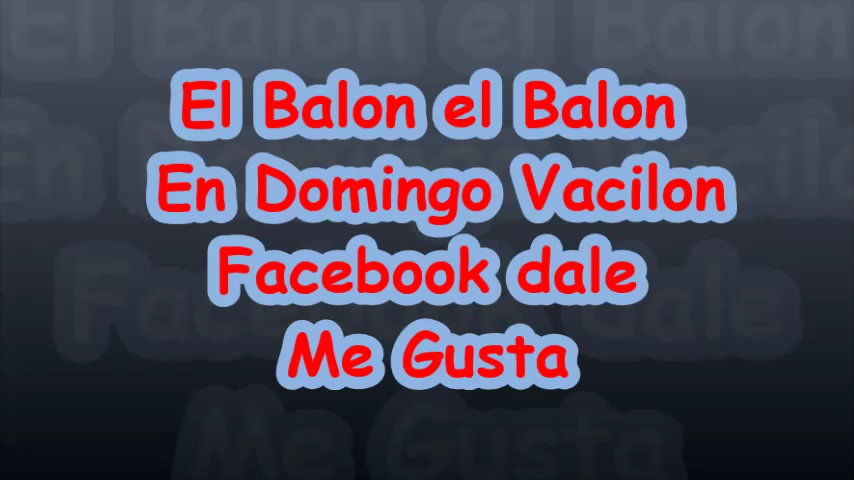 El Balon el Balon
En Domingo Vacilon
Facebook dale
Me Gusta